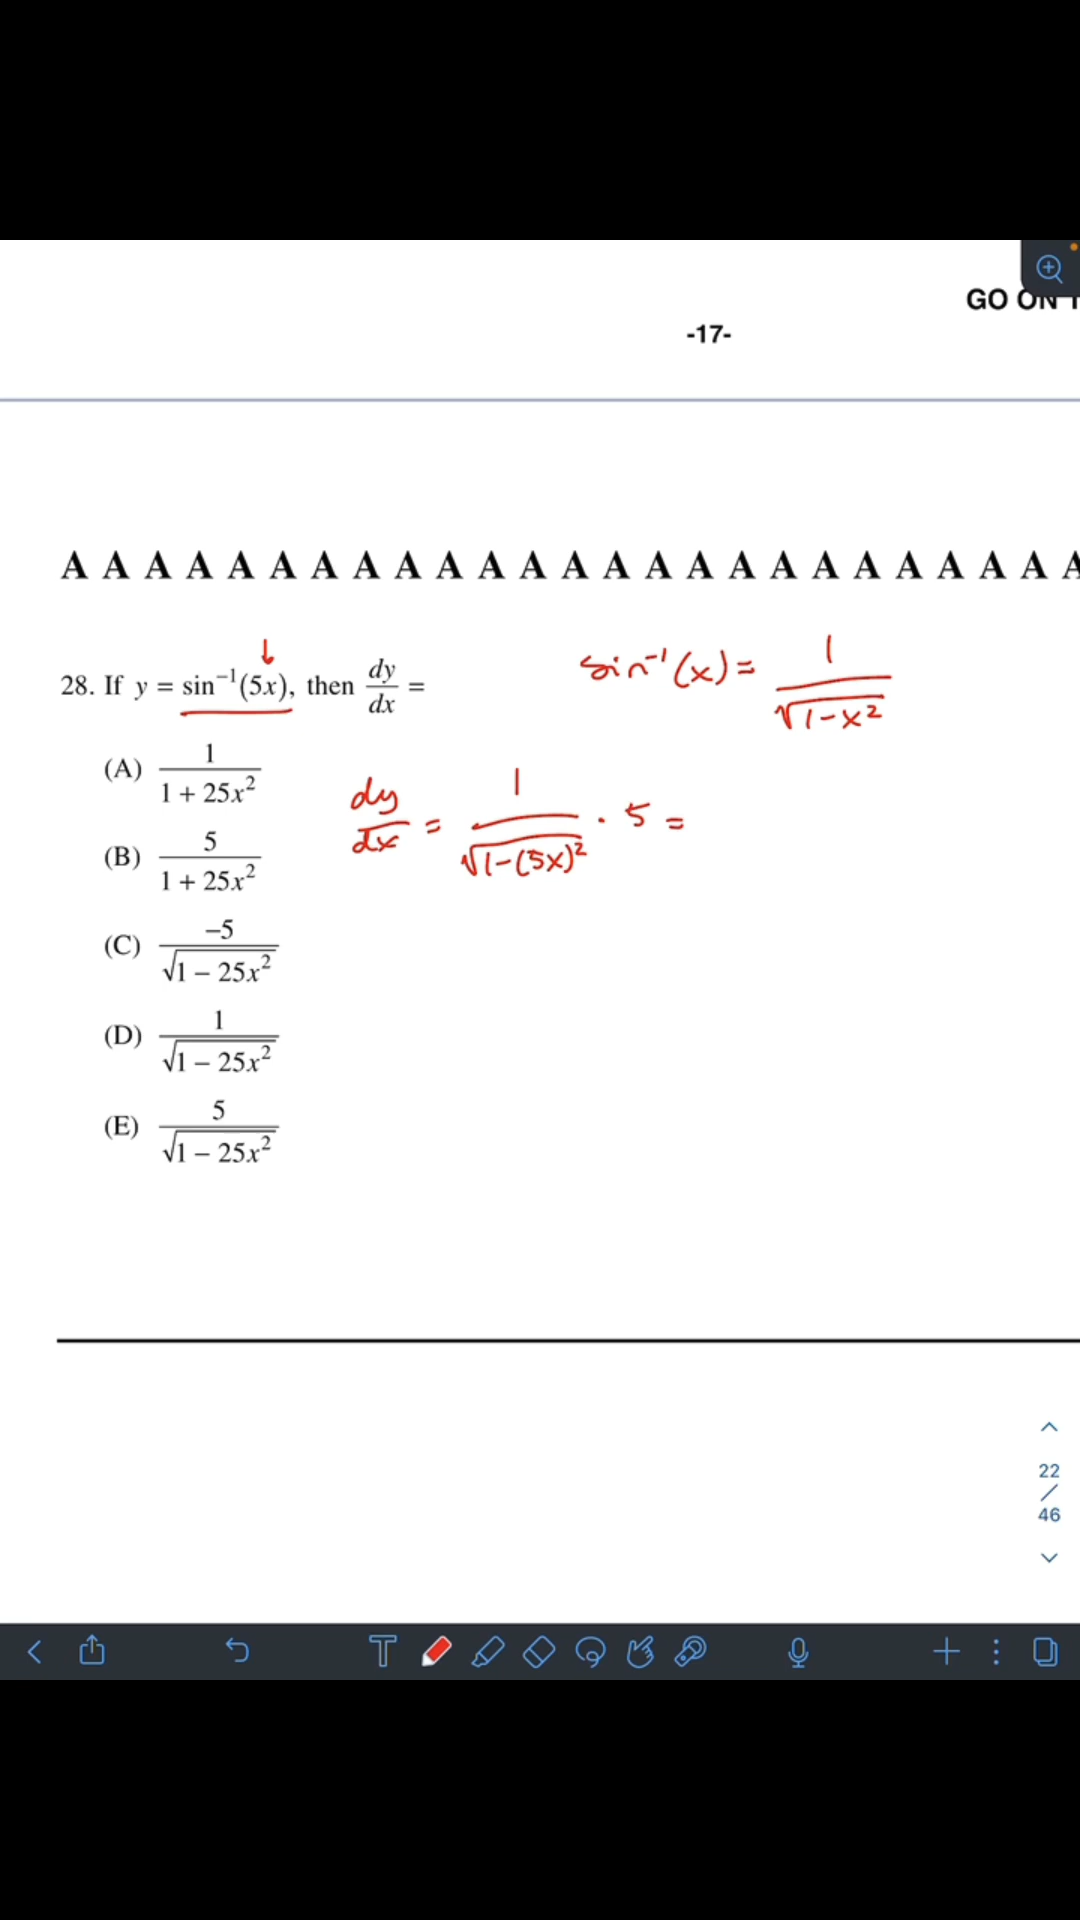 GO ON
-17-
A A A A A A A A A A A A A A A A A A A A A A A A A
28. If y = sin⁻¹(5x), then dy/dx =
sin⁻¹(x) = 1/√(1-x²)
(A) 1/(1 + 25x²)
dy/dx = 1/√(1-(5x)²) · 5 =
(B) 5/(1 + 25x²)
(C) –5/√(1 – 25x²)
(D) 1/√(1 – 25x²)
(E) 5/√(1 – 25x²)
22
/
46
T